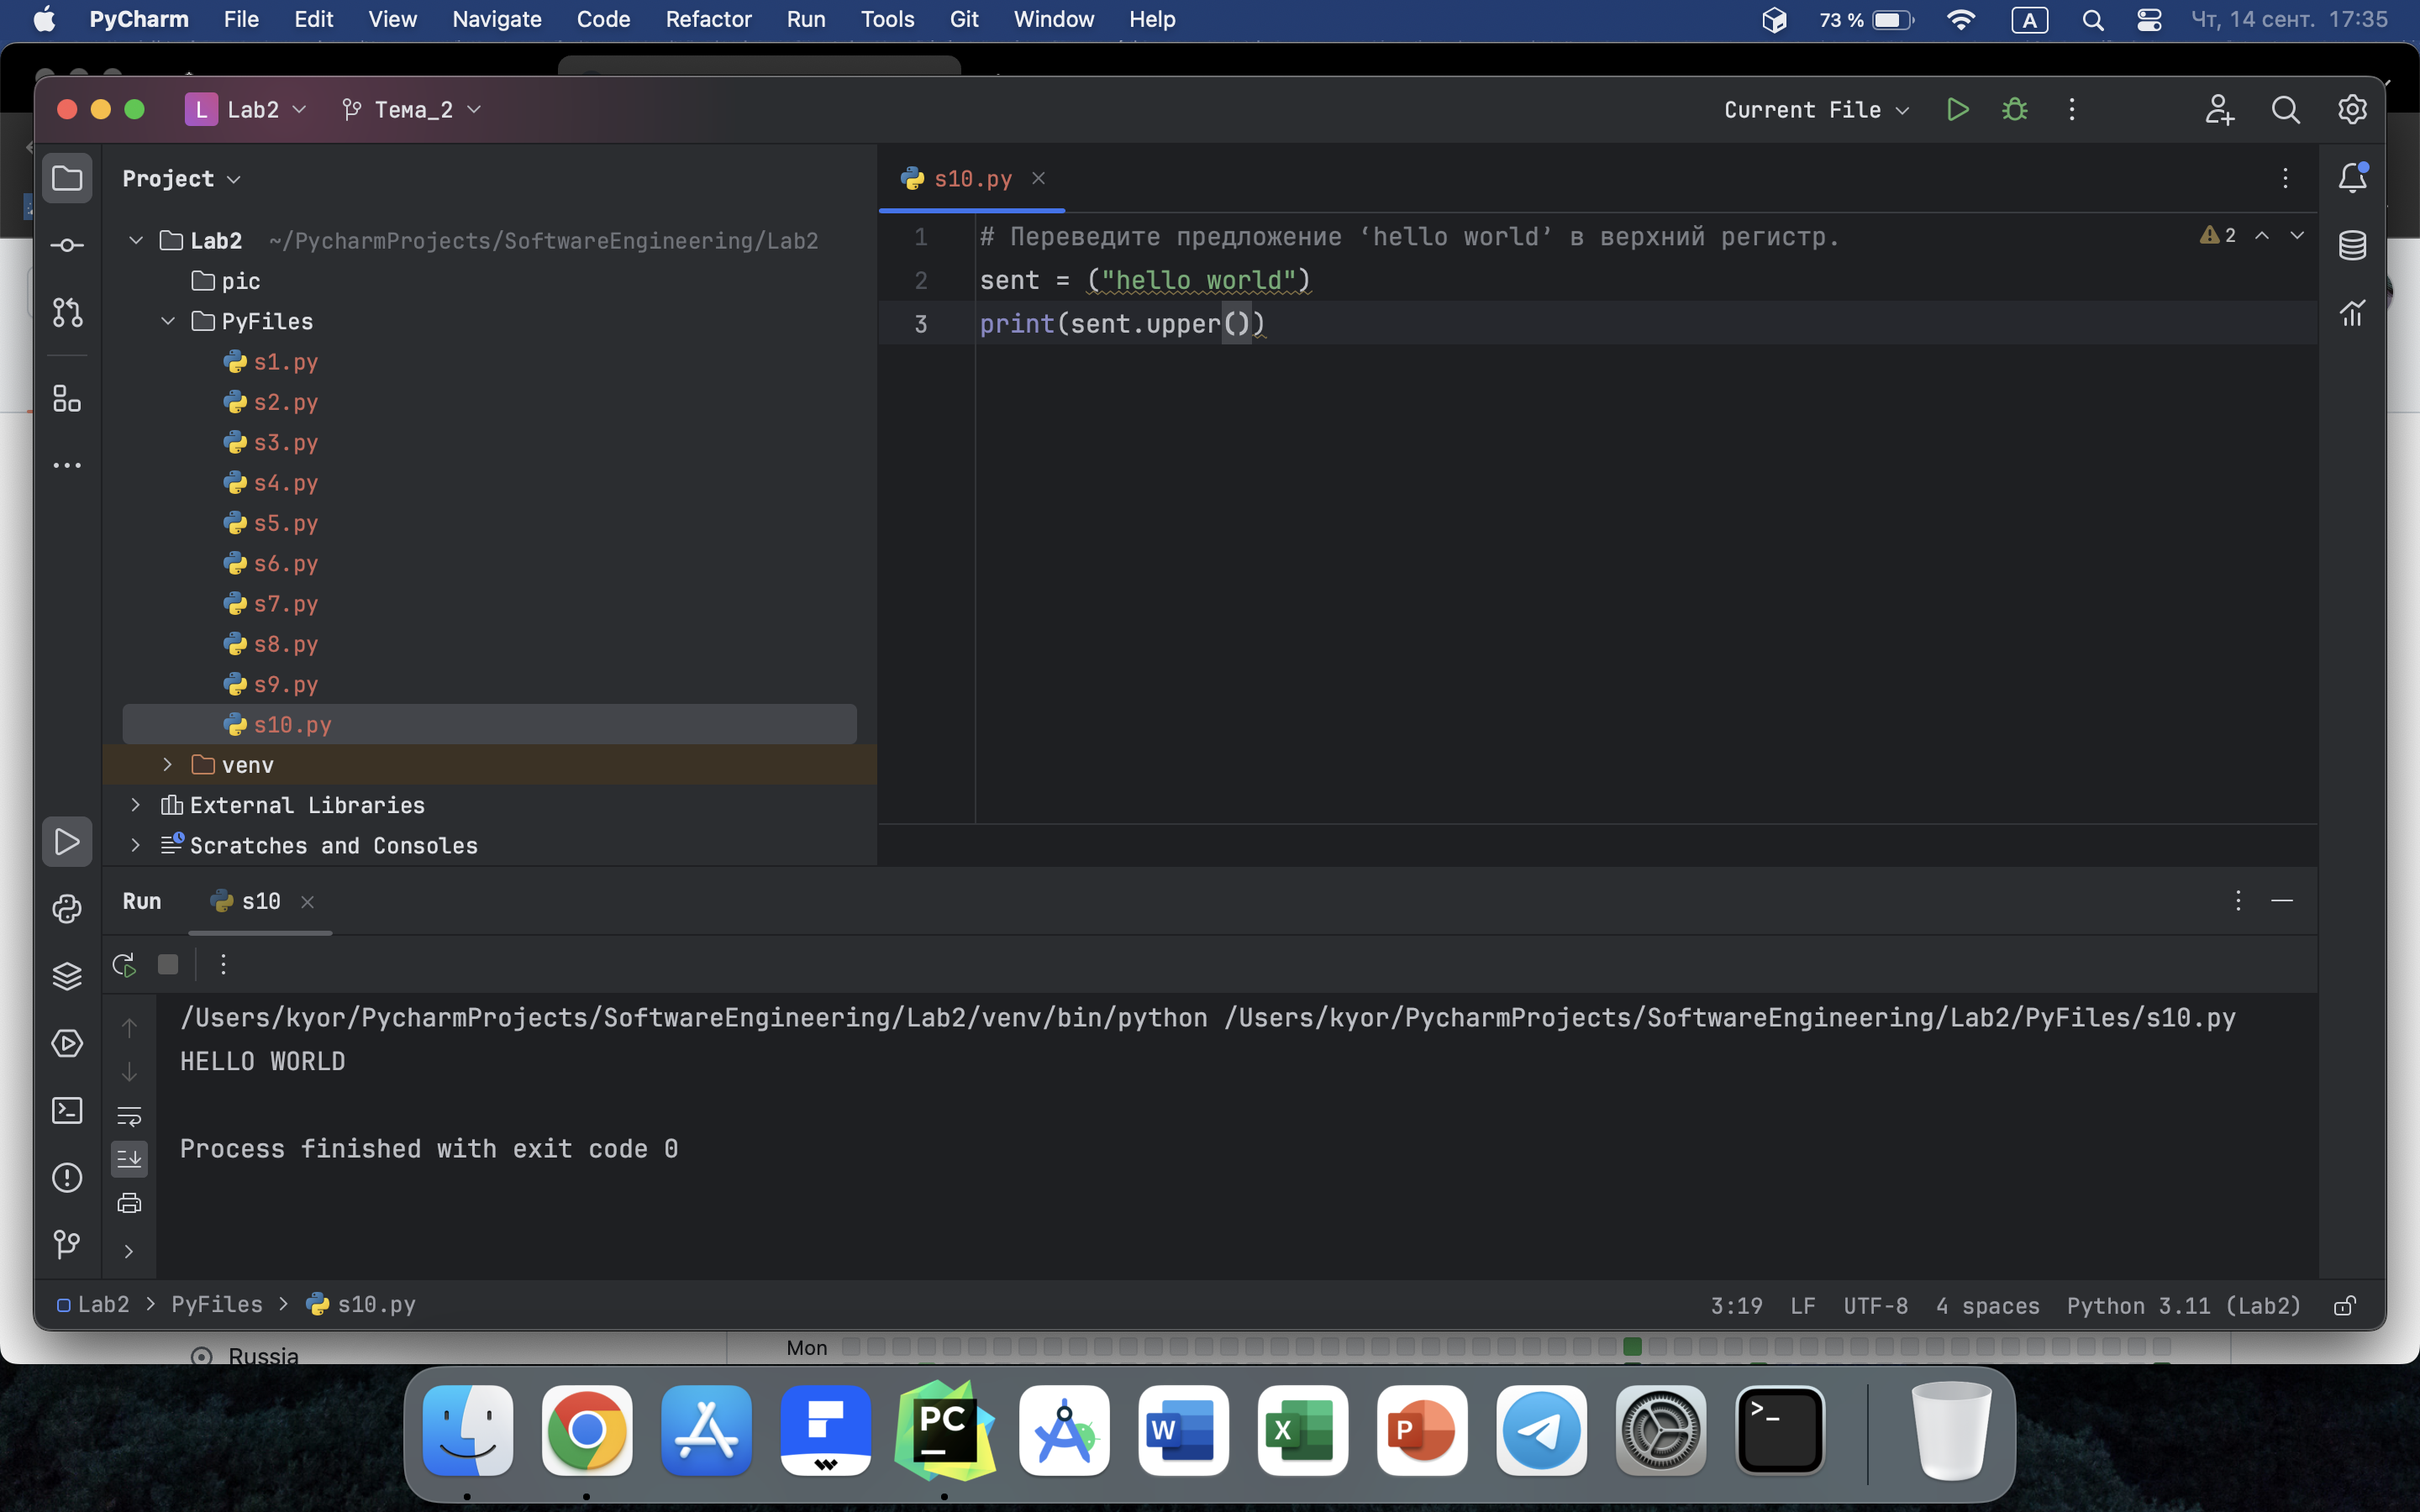 PyCharm File Edit View Navigate Code Refactor Run Tools Git Window Help 73 % A Чт, 14 сент. 17:35
L Lab2 Тема_2 Current File
Project
s10.py
Lab2 ~/PycharmProjects/SoftwareEngineering/Lab2
pic
PyFiles
s1.py
s2.py
s3.py
s4.py
s5.py
s6.py
s7.py
s8.py
s9.py
s10.py
venv
External Libraries
Scratches and Consoles
1 # Переведите предложение ‘hello world’ в верхний регистр.
2 sent = ("hello world")
3 print(sent.upper())
2
Run s10
/Users/kyor/PycharmProjects/SoftwareEngineering/Lab2/venv/bin/python /Users/kyor/PycharmProjects/SoftwareEngineering/Lab2/PyFiles/s10.py
HELLO WORLD
Process finished with exit code 0
Lab2 > PyFiles > s10.py 3:19 LF UTF-8 4 spaces Python 3.11 (Lab2)
Russia Mon
PC W X P >_